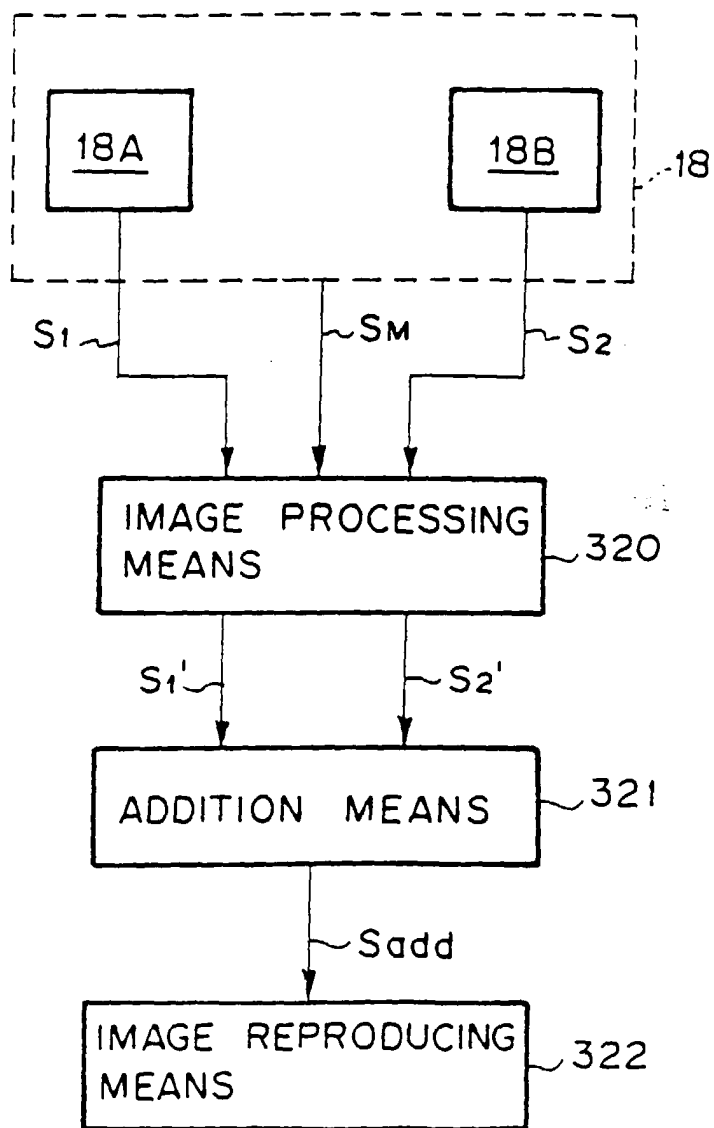 18A
18B
18
S1
SM
S2
IMAGE PROCESSING
MEANS
320
S1'
S2'
ADDITION MEANS
321
Sadd
IMAGE REPRODUCING
MEANS
322